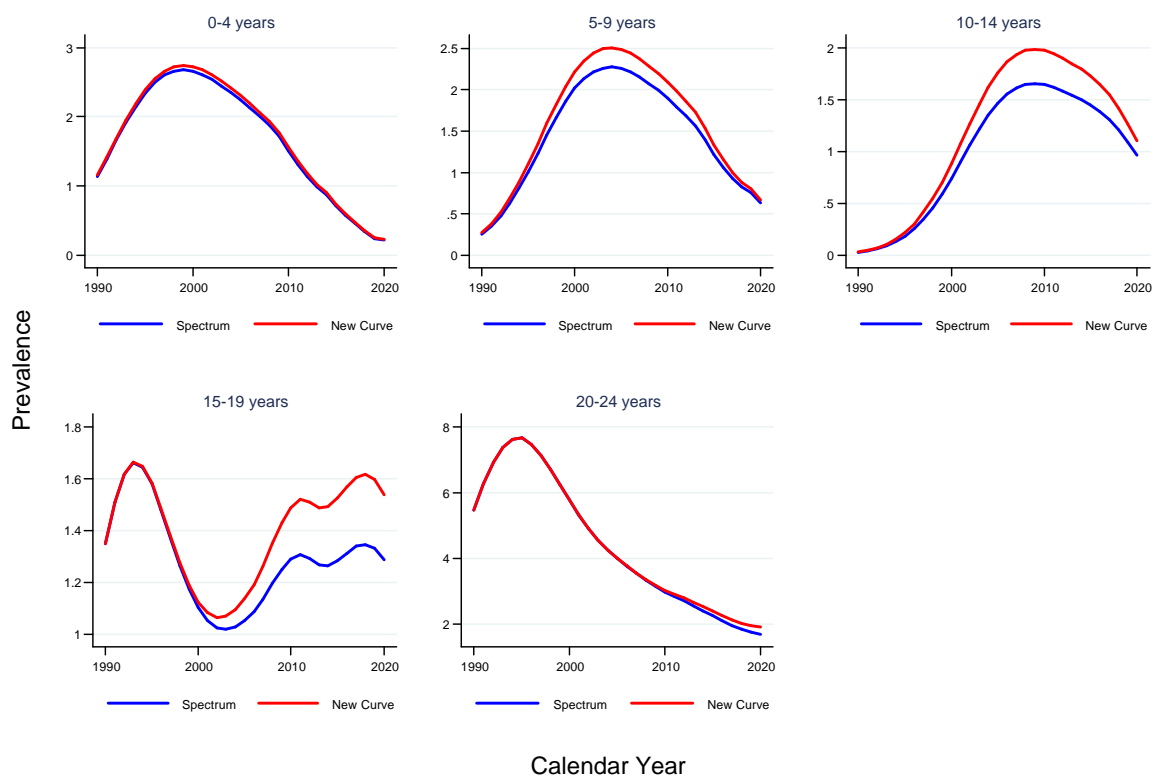 0-4 years
3
2
1
0
1990 2000 2010 2020
Spectrum New Curve
5-9 years
2.5
2
1.5
1
.5
0
1990 2000 2010 2020
Spectrum New Curve
10-14 years
2
1.5
1
.5
0
1990 2000 2010 2020
Spectrum New Curve
Prevalence
15-19 years
1.8
1.6
1.4
1.2
1
1990 2000 2010 2020
Spectrum New Curve
20-24 years
8
6
4
2
1990 2000 2010 2020
Spectrum New Curve
Calendar Year